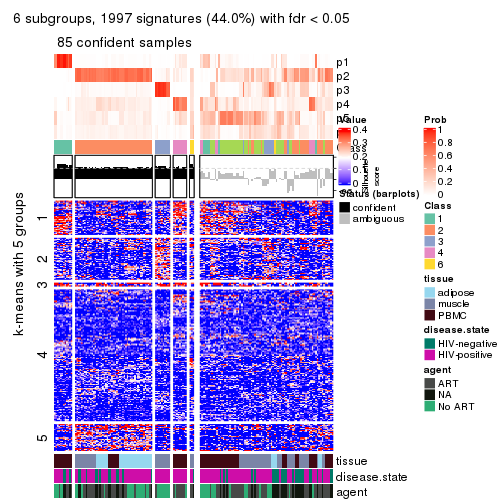 6 subgroups, 1997 signatures (44.0%) with fdr < 0.05
85 confident samples
p1
p2
p3
p4
k-means with 5 groups
1
2
3
4
5
tissue
disease.state
agent
Value
0.4
0.3
0.2
0.1
0
Silhouette
score
Status (barplots)
confident
ambiguous
Prob
1
0.8
0.6
0.4
0.2
0
Class
1
2
3
4
6
tissue
adipose
muscle
PBMC
disease.state
HIV-negative
HIV-positive
agent
ART
NA
No ART